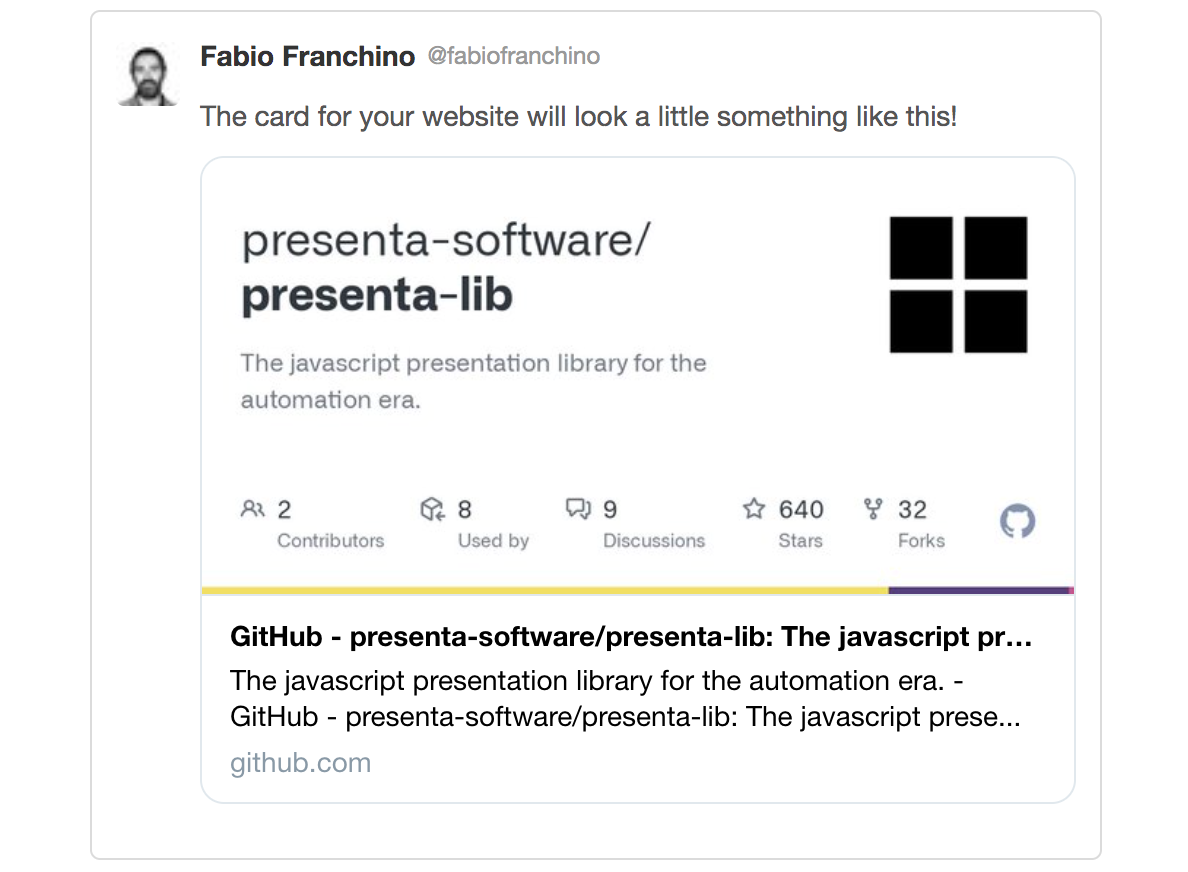 Fabio Franchino @fabiofranchino
The card for your website will look a little something like this!
presenta-software/
presenta-lib
The javascript presentation library for the
automation era.
2 8 9 640 32
Contributors Used by Discussions Stars Forks
GitHub - presenta-software/presenta-lib: The javascript pr...
The javascript presentation library for the automation era. -
GitHub - presenta-software/presenta-lib: The javascript prese...
github.com